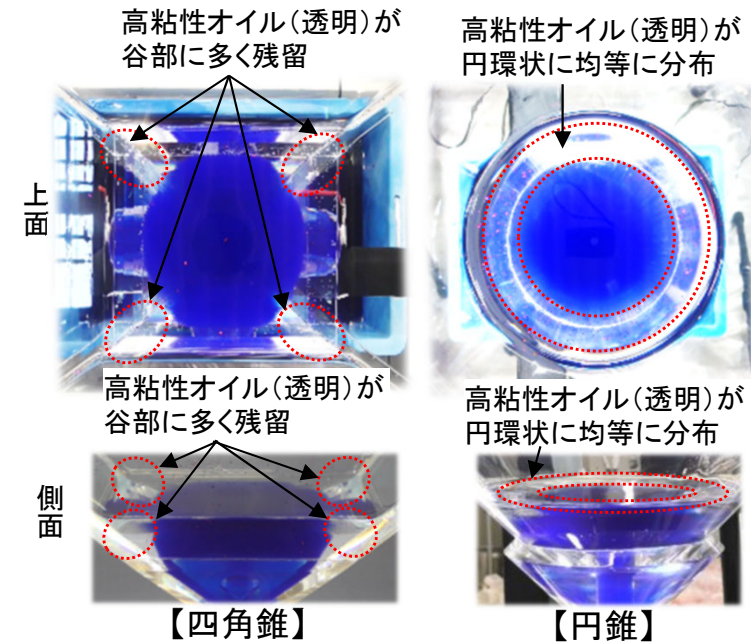 高粘性オイル（透明）が
谷部に多く残留
高粘性オイル（透明）が
円環状に均等に分布
上面
高粘性オイル（透明）が
谷部に多く残留
高粘性オイル（透明）が
円環状に均等に分布
側面
【四角錐】
【円錐】